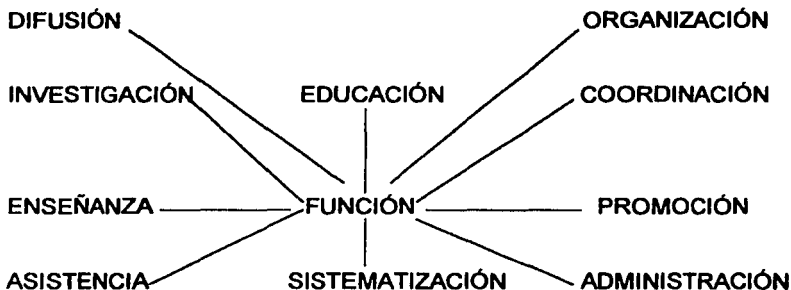 DIFUSIÓN ORGANIZACIÓN
INVESTIGACIÓN EDUCACIÓN COORDINACIÓN
ENSEÑANZA FUNCIÓN PROMOCIÓN
ASISTENCIA SISTEMATIZACIÓN ADMINISTRACIÓN